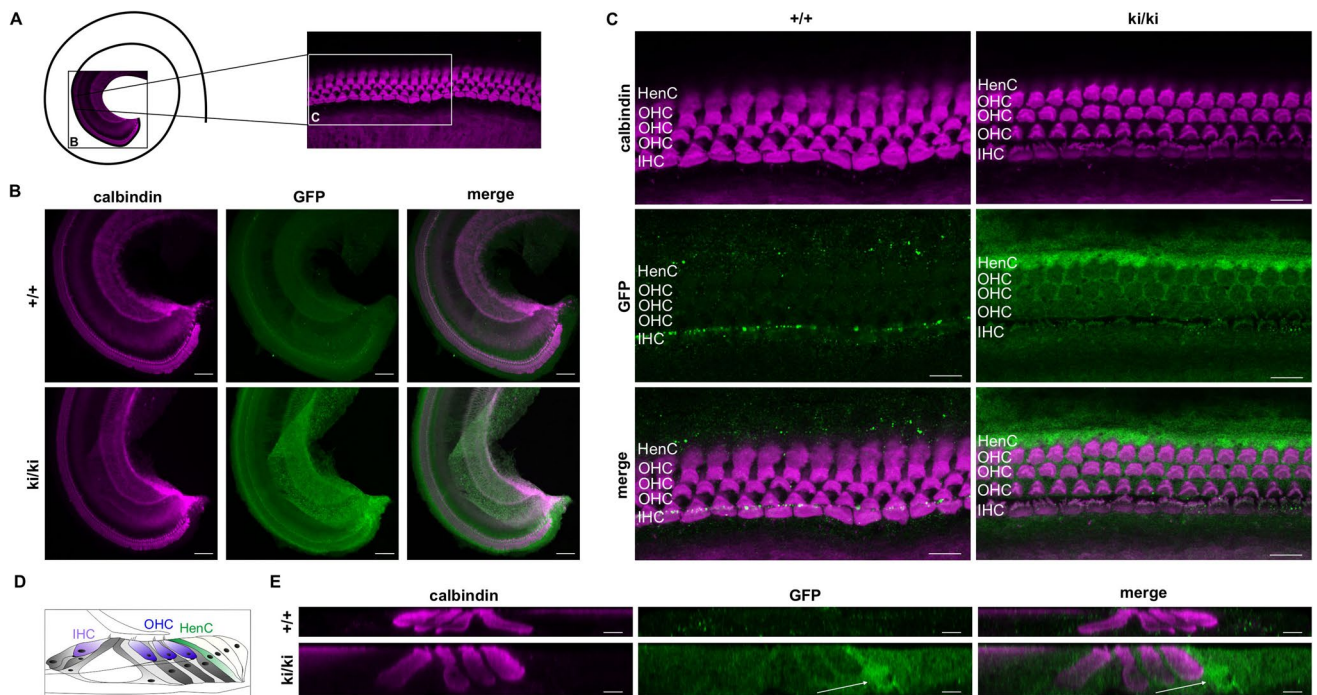 A
B
C
B
calbindin
GFP
merge
+/+
ki/ki
C
+/+
ki/ki
calbindin
HenC
OHC
OHC
OHC
IHC
HenC
OHC
OHC
OHC
IHC
GFP
HenC
OHC
OHC
OHC
IHC
HenC
OHC
OHC
OHC
IHC
merge
HenC
OHC
OHC
OHC
IHC
HenC
OHC
OHC
OHC
IHC
D
IHC
OHC
HenC
E
calbindin
GFP
merge
+/+
ki/ki